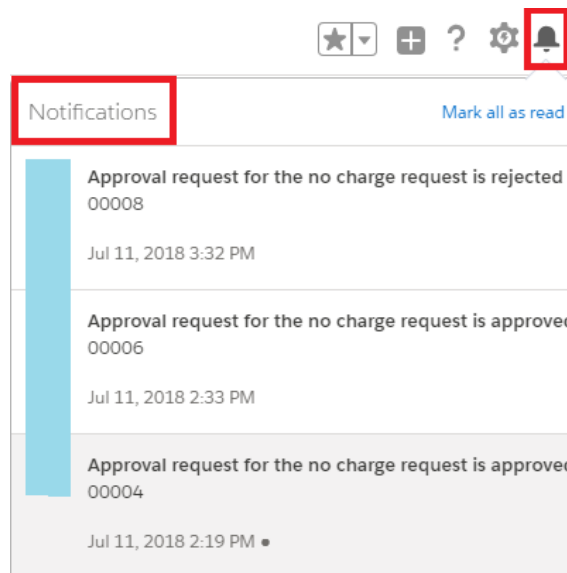 Notifications Mark all as read
Approval request for the no charge request is rejected
00008
Jul 11, 2018 3:32 PM
Approval request for the no charge request is approved
00006
Jul 11, 2018 2:33 PM
Approval request for the no charge request is approved
00004
Jul 11, 2018 2:19 PM